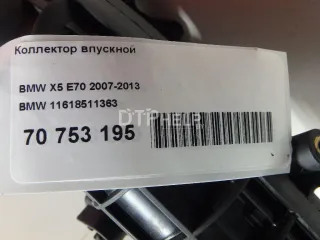 Коллектор впускной
BMW X5 E70 2007-2013
BMW 11618511363
DTPHELP
70 753 195